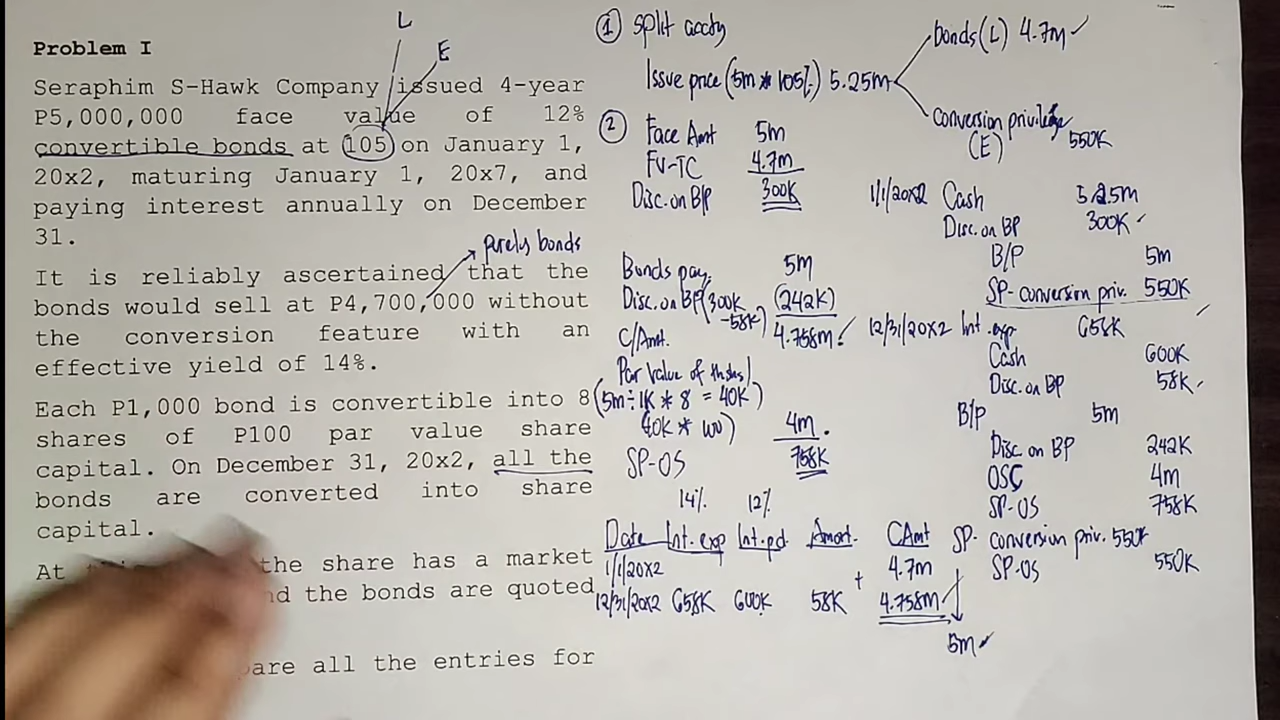 Problem I
L
E
Seraphim S-Hawk Company issued 4-year
P5,000,000 face value of 12%
convertible bonds at 105 on January 1,
20x2, maturing January 1, 20x7, and
paying interest annually on December
31.
purely bonds
It is reliably ascertained that the
bonds would sell at P4,700,000 without
the conversion feature with an
effective yield of 14%.
Each P1,000 bond is convertible into 8
shares of P100 par value share
capital. On December 31, 20x2, all the
bonds are converted into share
capital.
At the share has a market
the bonds are quoted
all the entries for
1 split acctg
Issue price (5m * 105%) 5.25m
bonds (L) 4.7m ✓
conversion privilege
(E) 550K
2 Face Amt 5m
FV-TC 4.7m
Disc. on B/P 300K
1/1/20x2 Cash 5.25m
Disc. on BP 300K ✓
B/P 5m
SP- conversion priv. 550K
Bonds pay. 5m
Disc. on BP (300K (242K)
-58K)
C/Amt. 4.758m ✓
12/31/20x2 Int. exp 658K
Cash 600K
Disc. on BP 58K ✓
Par value of
(5m ÷ 1K * 8 = 40K)
40K * 100) 4m
SP-OS 758K
B/P 5m
Disc on BP 242K
OSC 4m
SP-OS 758K
SP- conversion priv. 550K
SP-OS 550K
14% 12%
Date Int. exp Int. pd. Amort. CAmt
1/1/20x2 4.7m
12/31/20x2 658K 600K 58K + 4.758m
5m ✓